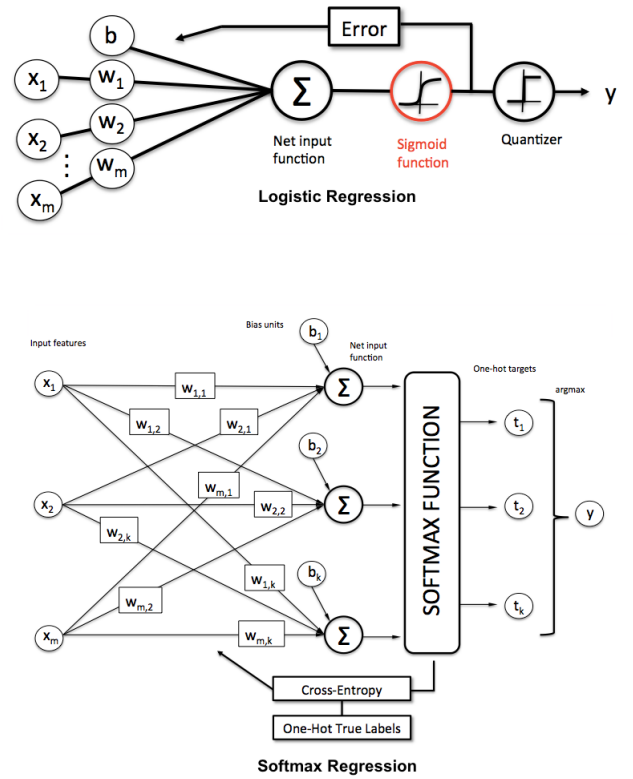 Error
b
x1
w1
x2
w2
⋮
xm
wm
Σ
y
Net input
function
Sigmoid
function
Quantizer
Logistic Regression
Bias units
b1
Input features
Net input
function
One-hot targets
argmax
x1
w1,1
Σ
w1,2
w2,1
t1
b2
wm,1
x2
w2,2
Σ
SOFTMAX FUNCTION
t2
y
w2,k
bk
w1,k
wm,2
tk
xm
wm,k
Σ
Cross-Entropy
One-Hot True Labels
Softmax Regression